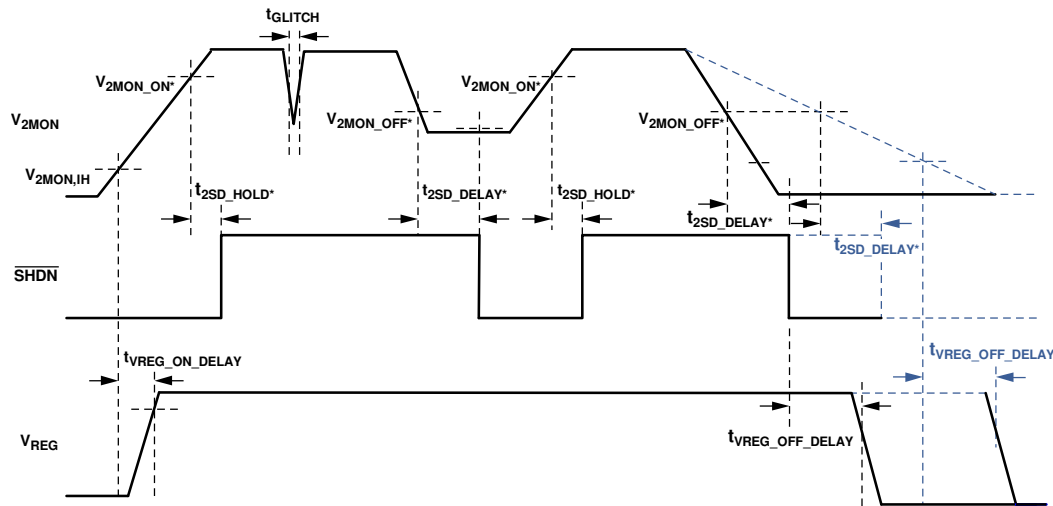 tGLITCH
V2MON_ON*
V2MON_ON*
V2MON
V2MON_OFF*
V2MON_OFF*
V2MON,IH
t2SD_HOLD*
t2SD_DELAY*
t2SD_HOLD*
t2SD_DELAY*
t2SD_DELAY*
SHDN
tVREG_ON_DELAY
tVREG_OFF_DELAY
VREG
tVREG_OFF_DELAY